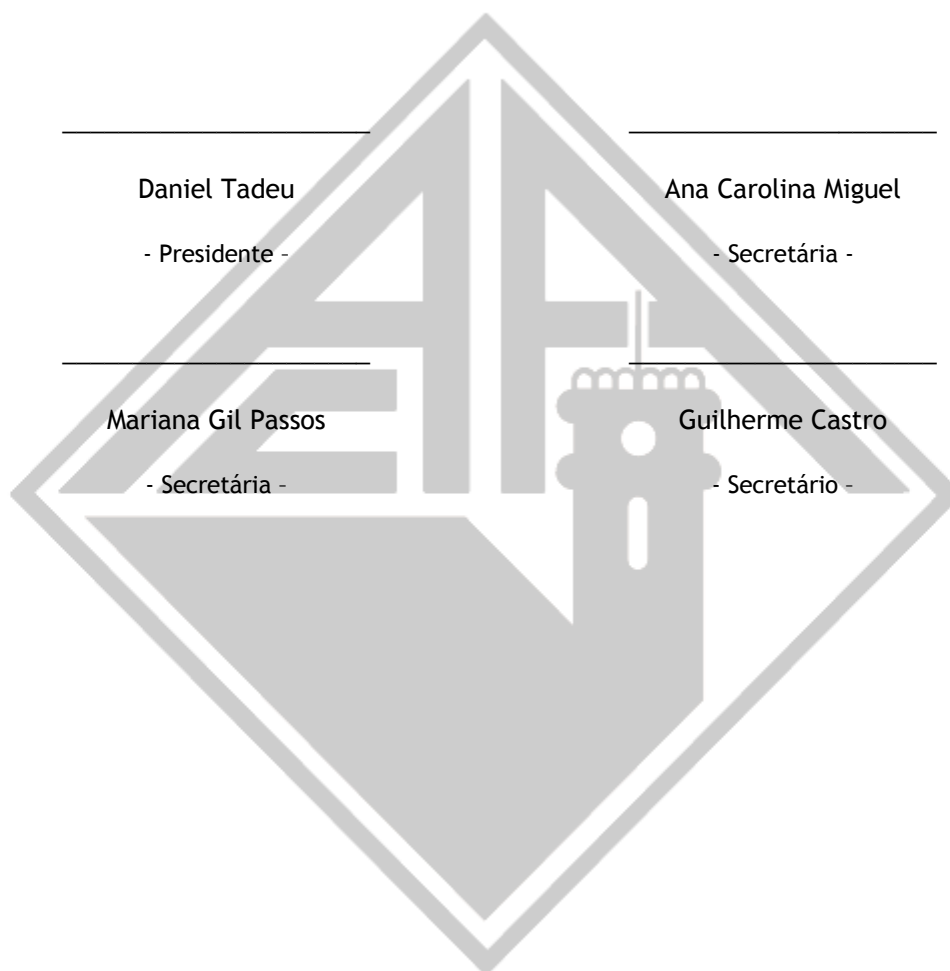 Daniel Tadeu Ana Carolina Miguel
- Presidente – - Secretária -
Mariana Gil Passos Guilherme Castro
- Secretária – - Secretário –